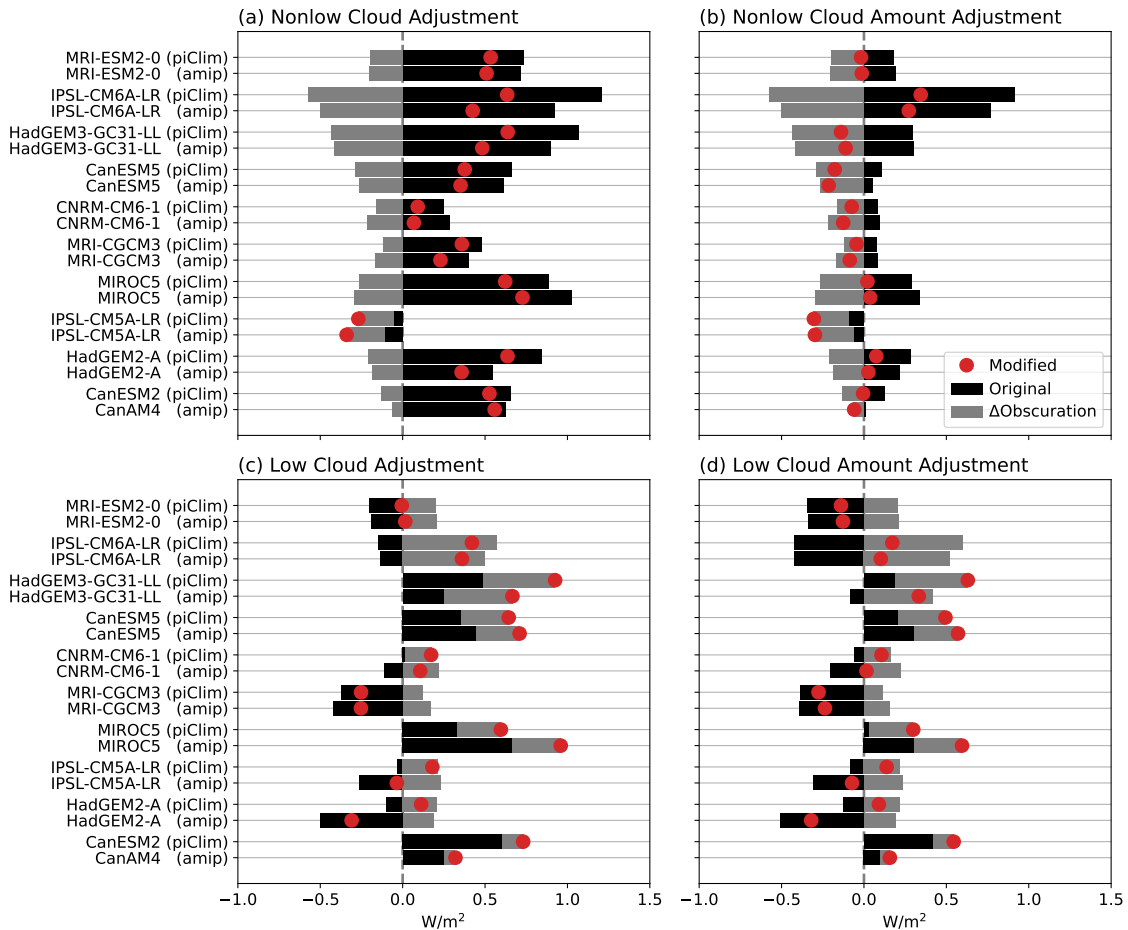 (a) Nonlow Cloud Adjustment
MRI-ESM2-0 (piClim)
MRI-ESM2-0 (amip)
IPSL-CM6A-LR (piClim)
IPSL-CM6A-LR (amip)
HadGEM3-GC31-LL (piClim)
HadGEM3-GC31-LL (amip)
CanESM5 (piClim)
CanESM5 (amip)
CNRM-CM6-1 (piClim)
CNRM-CM6-1 (amip)
MRI-CGCM3 (piClim)
MRI-CGCM3 (amip)
MIROC5 (piClim)
MIROC5 (amip)
IPSL-CM5A-LR (piClim)
IPSL-CM5A-LR (amip)
HadGEM2-A (piClim)
HadGEM2-A (amip)
CanESM2 (piClim)
CanAM4 (amip)
(b) Nonlow Cloud Amount Adjustment
Modified
Original
ΔObscuration
(c) Low Cloud Adjustment
MRI-ESM2-0 (piClim)
MRI-ESM2-0 (amip)
IPSL-CM6A-LR (piClim)
IPSL-CM6A-LR (amip)
HadGEM3-GC31-LL (piClim)
HadGEM3-GC31-LL (amip)
CanESM5 (piClim)
CanESM5 (amip)
CNRM-CM6-1 (piClim)
CNRM-CM6-1 (amip)
MRI-CGCM3 (piClim)
MRI-CGCM3 (amip)
MIROC5 (piClim)
MIROC5 (amip)
IPSL-CM5A-LR (piClim)
IPSL-CM5A-LR (amip)
HadGEM2-A (piClim)
HadGEM2-A (amip)
CanESM2 (piClim)
CanAM4 (amip)
−1.0 −0.5 0.0 0.5 1.0 1.5
W/m²
(d) Low Cloud Amount Adjustment
−1.0 −0.5 0.0 0.5 1.0 1.5
W/m²